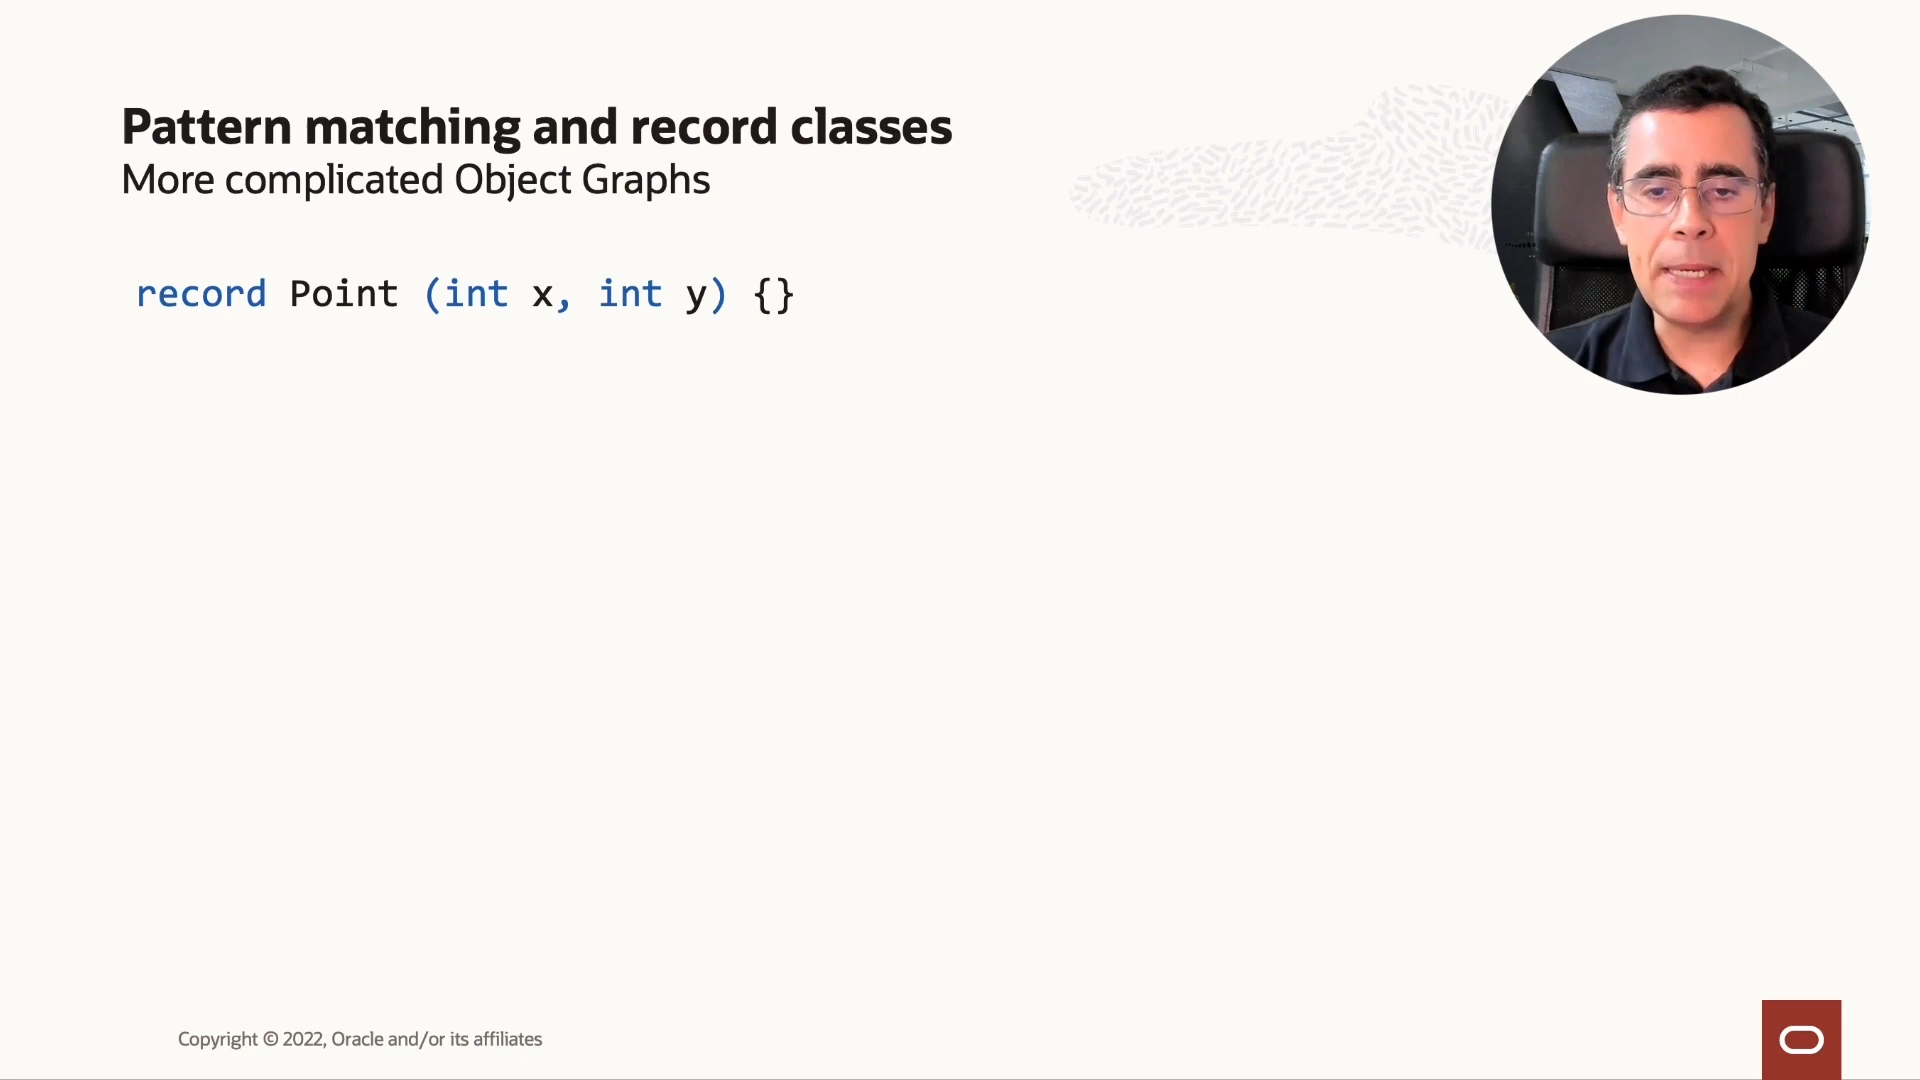 Pattern matching and record classes
More complicated Object Graphs
record Point (int x, int y) {}
Copyright © 2022, Oracle and/or its affiliates